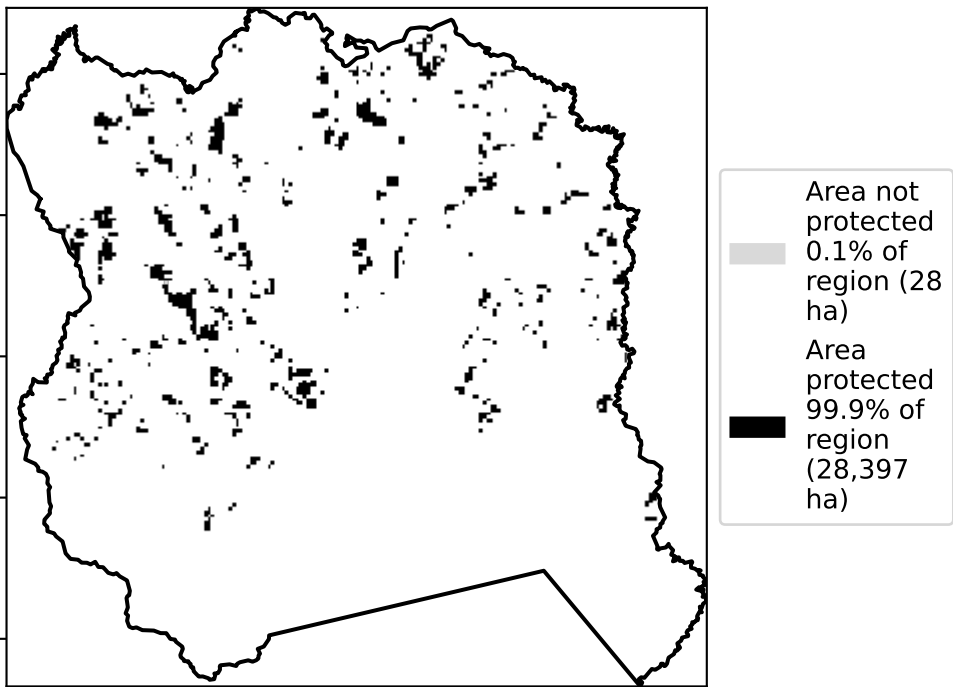 Area not
protected
0.1% of
region (28
ha)
Area
protected
99.9% of
region
(28,397
ha)